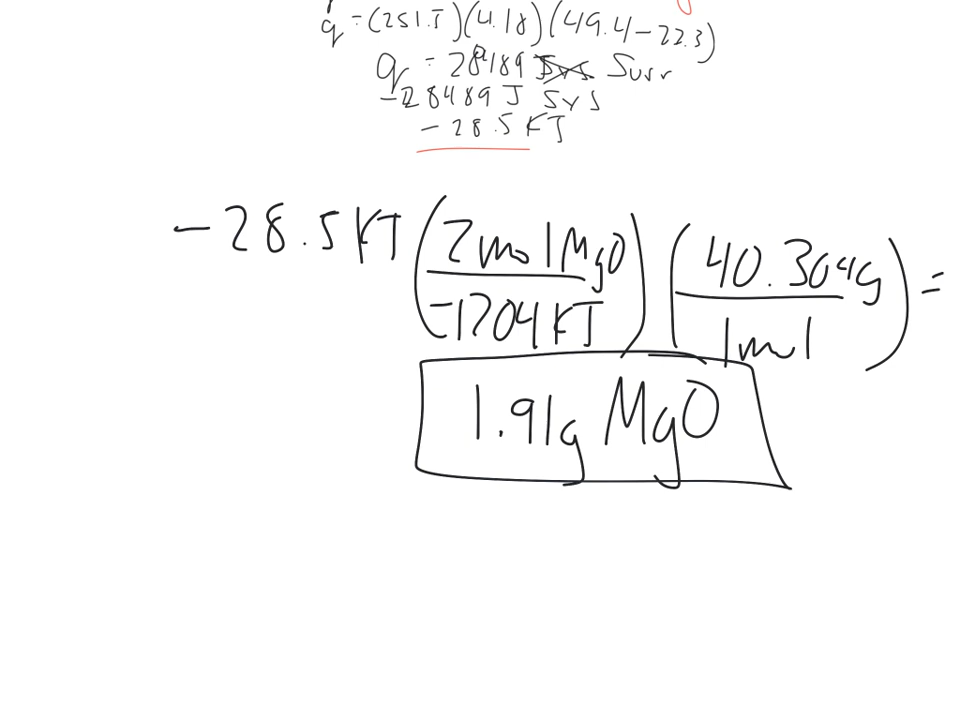 q = (251.5)(4.18)(49.4-22.3)
q = 28489 Surr
-28489 J Sys
-28.5 KJ
-28.5 KJ (2 mol MgO / -1204 KJ) (40.304g / 1 mol) =
1.91g MgO